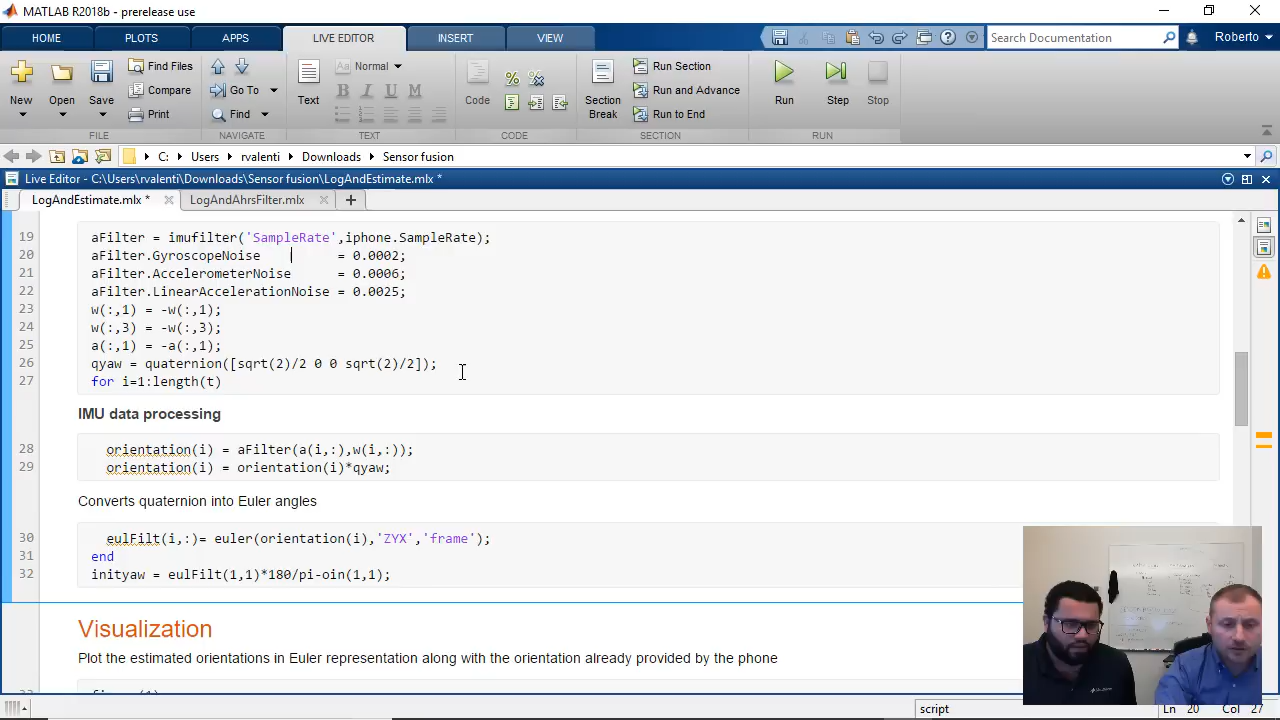 MATLAB R2018b - prerelease use
HOME PLOTS APPS LIVE EDITOR INSERT VIEW Search Documentation Roberto
New Open Save Find Files Compare Print Go To Find Text Normal B I U M Code Section Break Run Section Run and Advance Run to End Run Step Stop
FILE NAVIGATE TEXT CODE SECTION RUN
C: Users rvalenti Downloads Sensor fusion
Live Editor - C:\Users\rvalenti\Downloads\Sensor fusion\LogAndEstimate.mlx *
LogAndEstimate.mlx * LogAndAhrsFilter.mlx
19 aFilter = imufilter('SampleRate',iphone.SampleRate);
20 aFilter.GyroscopeNoise = 0.0002;
21 aFilter.AccelerometerNoise = 0.0006;
22 aFilter.LinearAccelerationNoise = 0.0025;
23 w(:,1) = -w(:,1);
24 w(:,3) = -w(:,3);
25 a(:,1) = -a(:,1);
26 qyaw = quaternion([sqrt(2)/2 0 0 sqrt(2)/2]);
27 for i=1:length(t)
IMU data processing
28 orientation(i) = aFilter(a(i,:),w(i,:));
29 orientation(i) = orientation(i)*qyaw;
Converts quaternion into Euler angles
30 eulFilt(i,:)= euler(orientation(i),'ZYX','frame');
31 end
32 inityaw = eulFilt(1,1)*180/pi-oin(1,1);
Visualization
Plot the estimated orientations in Euler representation along with the orientation already provided by the phone
script Ln 20 Col 27